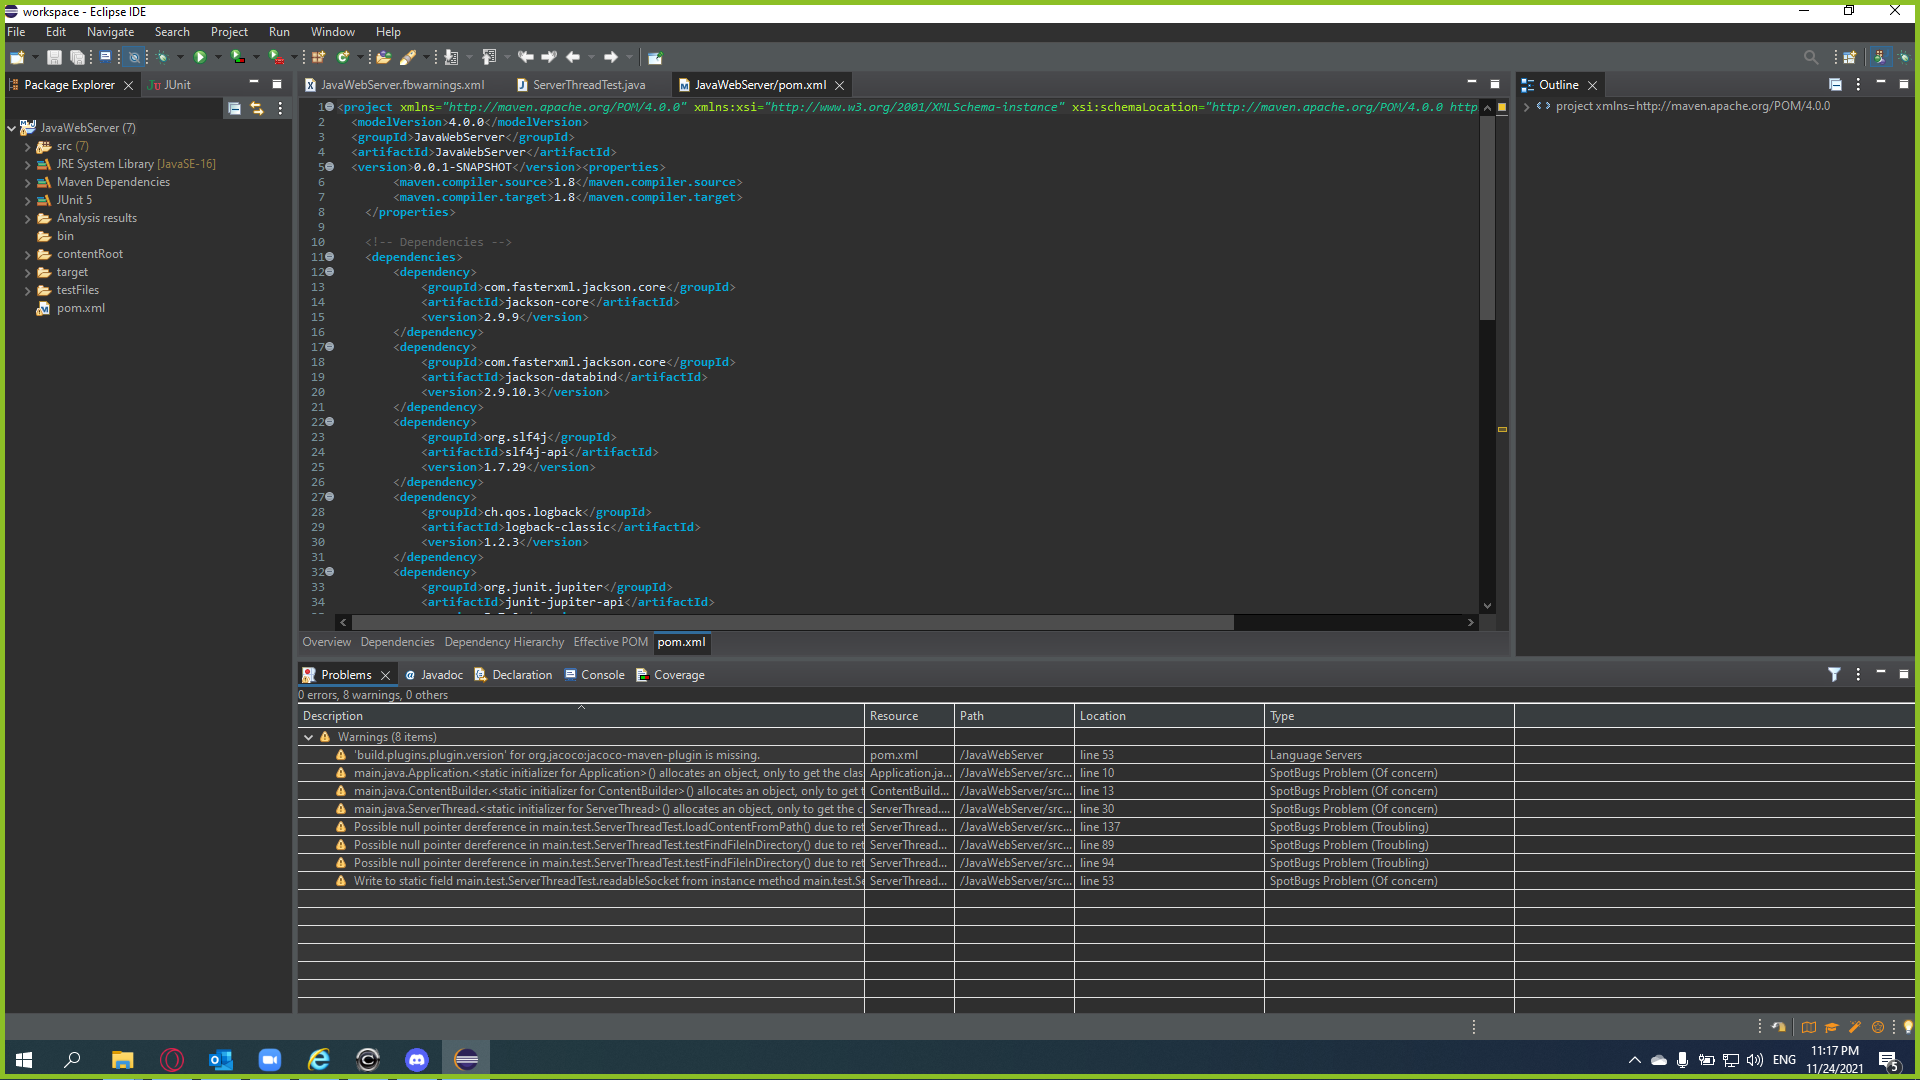 workspace - Eclipse IDE
File Edit Navigate Search Project Run Window Help
Package Explorer JUnit
JavaWebServer (7)
src (7)
JRE System Library [JavaSE-16]
Maven Dependencies
JUnit 5
Analysis results
bin
contentRoot
target
testFiles
pom.xml
JavaWebServer.fbwarnings.xml ServerThreadTest.java JavaWebServer/pom.xml
1 <project xmlns="http://maven.apache.org/POM/4.0.0" xmlns:xsi="http://www.w3.org/2001/XMLSchema-instance" xsi:schemaLocation="http://maven.apache.org/POM/4.0.0 http
2 <modelVersion>4.0.0</modelVersion>
3 <groupId>JavaWebServer</groupId>
4 <artifactId>JavaWebServer</artifactId>
5 <version>0.0.1-SNAPSHOT</version><properties>
6 <maven.compiler.source>1.8</maven.compiler.source>
7 <maven.compiler.target>1.8</maven.compiler.target>
8 </properties>
9
10 <!-- Dependencies -->
11 <dependencies>
12 <dependency>
13 <groupId>com.fasterxml.jackson.core</groupId>
14 <artifactId>jackson-core</artifactId>
15 <version>2.9.9</version>
16 </dependency>
17 <dependency>
18 <groupId>com.fasterxml.jackson.core</groupId>
19 <artifactId>jackson-databind</artifactId>
20 <version>2.9.10.3</version>
21 </dependency>
22 <dependency>
23 <groupId>org.slf4j</groupId>
24 <artifactId>slf4j-api</artifactId>
25 <version>1.7.29</version>
26 </dependency>
27 <dependency>
28 <groupId>ch.qos.logback</groupId>
29 <artifactId>logback-classic</artifactId>
30 <version>1.2.3</version>
31 </dependency>
32 <dependency>
33 <groupId>org.junit.jupiter</groupId>
34 <artifactId>junit-jupiter-api</artifactId>
Overview Dependencies Dependency Hierarchy Effective POM pom.xml
Outline
project xmlns=http://maven.apache.org/POM/4.0.0
Problems Javadoc Declaration Console Coverage
0 errors, 8 warnings, 0 others
Description Resource Path Location Type
Warnings (8 items)
'build.plugins.plugin.version' for org.jacoco:jacoco-maven-plugin is missing. pom.xml /JavaWebServer line 53 Language Servers
main.java.Application.<static initializer for Application>() allocates an object, only to get the clas Application.ja... /JavaWebServer/src... line 10 SpotBugs Problem (Of concern)
main.java.ContentBuilder.<static initializer for ContentBuilder>() allocates an object, only to get t ContentBuild... /JavaWebServer/src... line 13 SpotBugs Problem (Of concern)
main.java.ServerThread.<static initializer for ServerThread>() allocates an object, only to get the c ServerThread.... /JavaWebServer/src... line 30 SpotBugs Problem (Of concern)
Possible null pointer dereference in main.test.ServerThreadTest.loadContentFromPath() due to ret ServerThread... /JavaWebServer/src... line 137 SpotBugs Problem (Troubling)
Possible null pointer dereference in main.test.ServerThreadTest.testFindFileInDirectory() due to ret ServerThread... /JavaWebServer/src... line 89 SpotBugs Problem (Troubling)
Possible null pointer dereference in main.test.ServerThreadTest.testFindFileInDirectory() due to ret ServerThread... /JavaWebServer/src... line 94 SpotBugs Problem (Troubling)
Write to static field main.test.ServerThreadTest.readableSocket from instance method main.test.Se ServerThread... /JavaWebServer/src... line 53 SpotBugs Problem (Of concern)
ENG
11:17 PM
11/24/2021
5